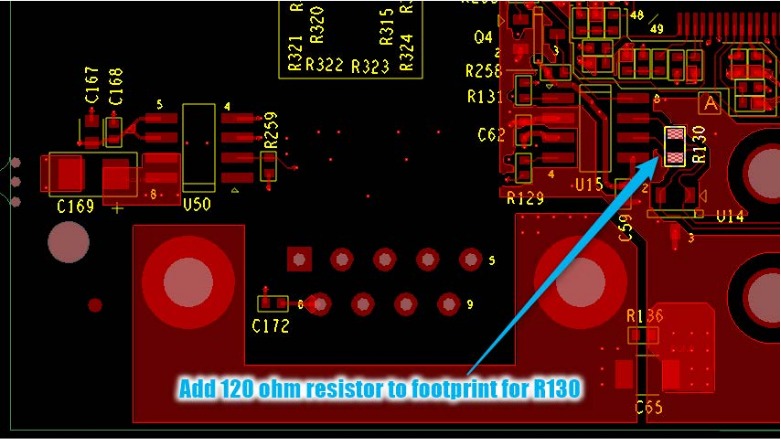 R321
R320
R315
R324
R322
R323
Q4
3
2
48
49
R258
R131
8
A
C167
C168
5
4
R259
C62
R130
8
C169
+
U50
4
R129
U15
2
C59
U14
3
5
8
9
C172
R136
Add 120 ohm resistor to footprint for R130
C65